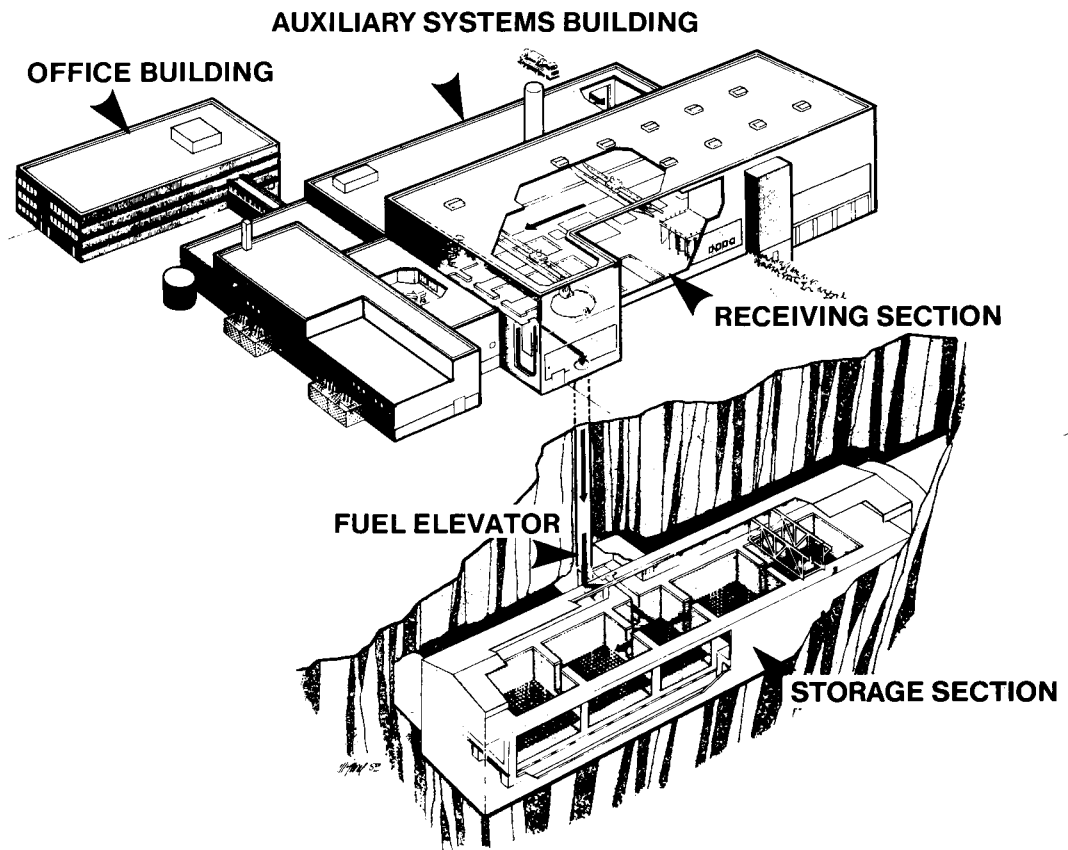 AUXILIARY SYSTEMS BUILDING
OFFICE BUILDING
RECEIVING SECTION
FUEL ELEVATOR
STORAGE SECTION